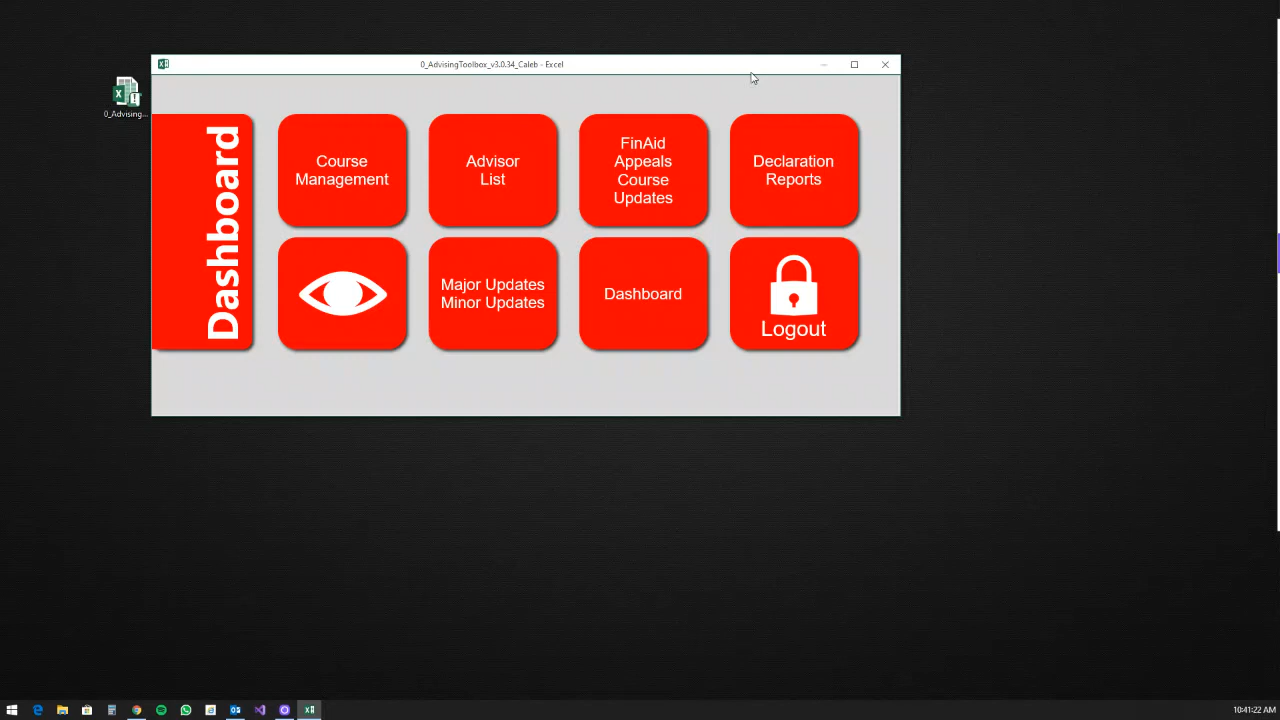 0_AdvisingToolbox_v3.0.34_Caleb - Excel
0_Advising...
Dashboard
Course
Management
Advisor
List
FinAid
Appeals
Course
Updates
Declaration
Reports
Major Updates
Minor Updates
Dashboard
Logout
10:41:22 AM